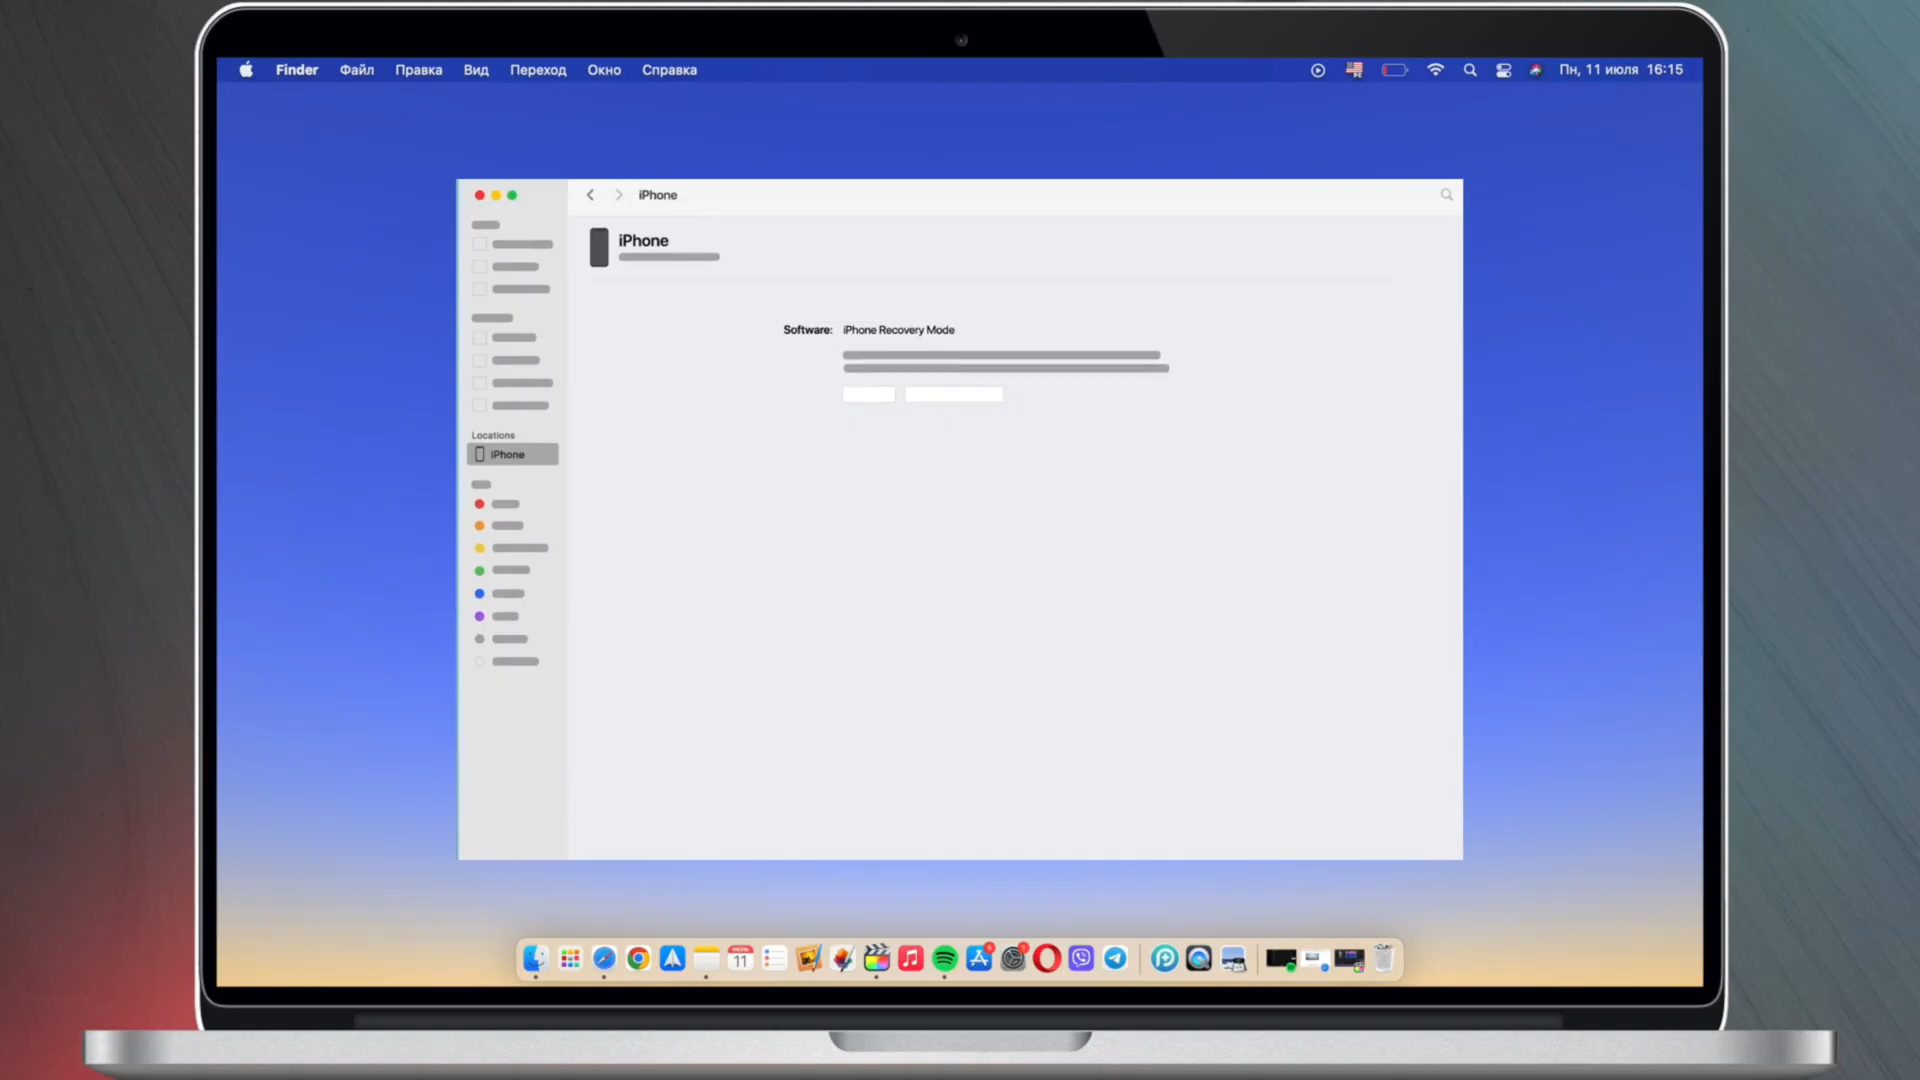 Finder Файл Правка Вид Переход Окно Справка Пн, 11 июля 16:15
iPhone
iPhone
Software: iPhone Recovery Mode
Locations
iPhone
11